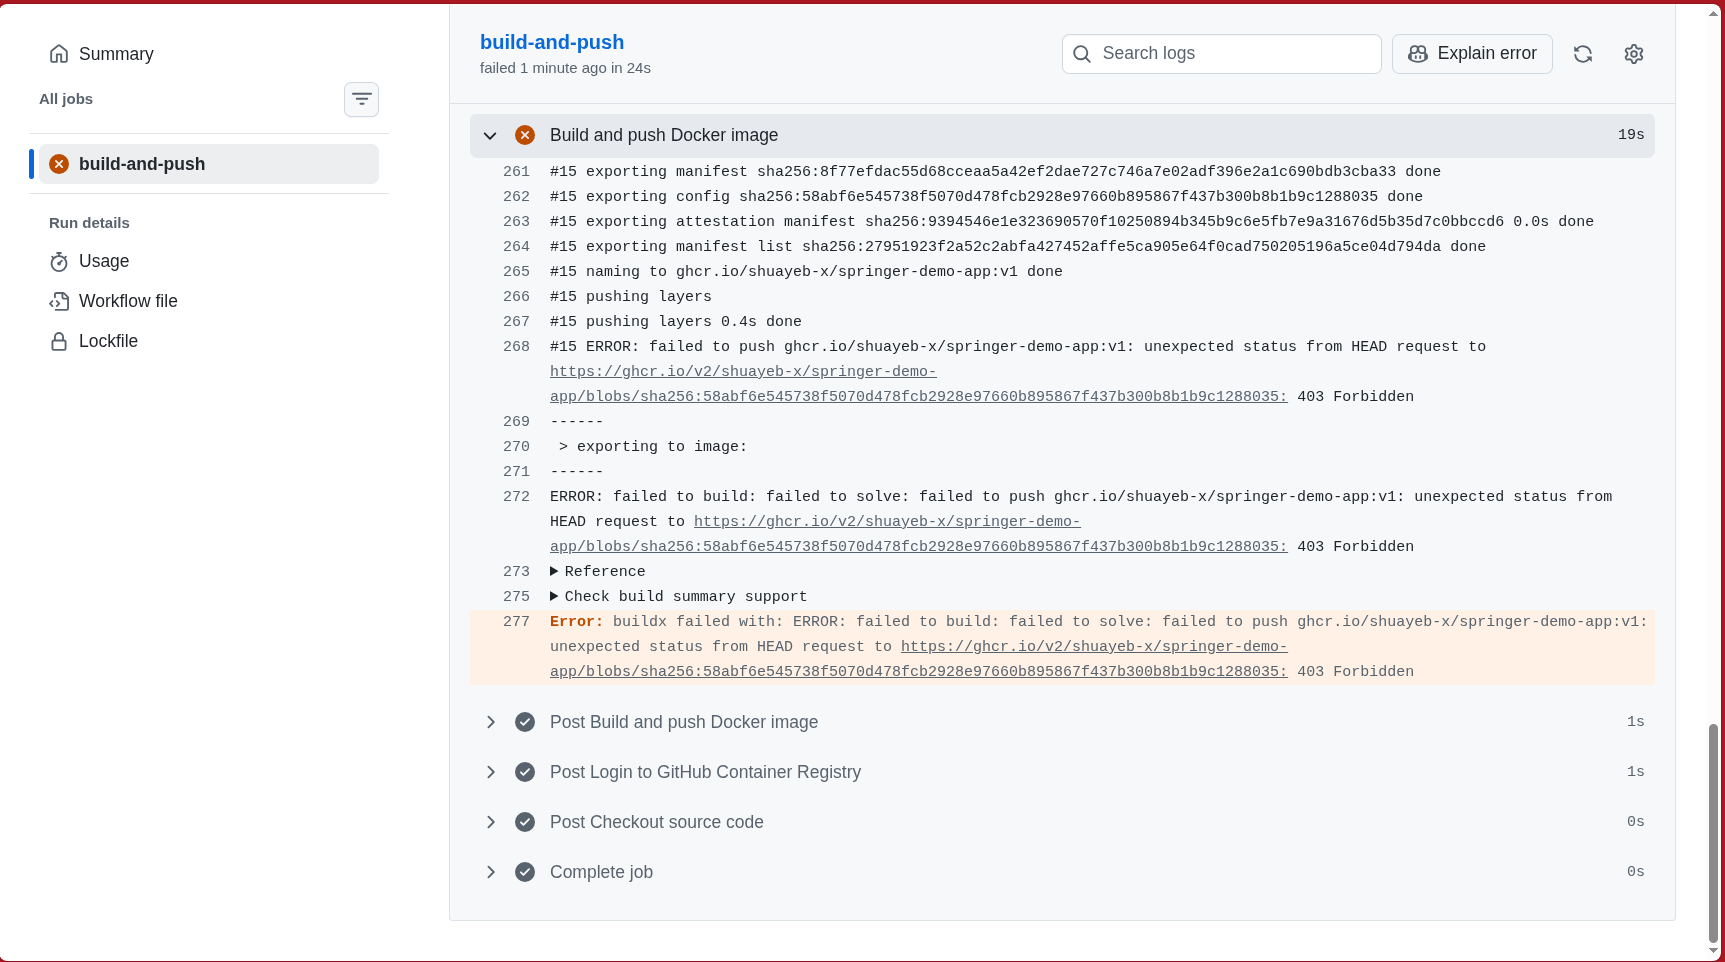 Summary
All jobs
build-and-push
Run details
Usage
Workflow file
Lockfile
build-and-push
failed 1 minute ago in 24s
Search logs
Explain error
Build and push Docker image 19s
261 #15 exporting manifest sha256:8f77efdac55d68cceaa5a42ef2dae727c746a7e02adf396e2a1c690bdb3cba33 done
262 #15 exporting config sha256:58abf6e545738f5070d478fcb2928e97660b895867f437b300b8b1b9c1288035 done
263 #15 exporting attestation manifest sha256:9394546e1e323690570f10250894b345b9c6e5fb7e9a31676d5b35d7c0bbccd6 0.0s done
264 #15 exporting manifest list sha256:27951923f2a52c2abfa427452affe5ca905e64f0cad750205196a5ce04d794da done
265 #15 naming to ghcr.io/shuayeb-x/springer-demo-app:v1 done
266 #15 pushing layers
267 #15 pushing layers 0.4s done
268 #15 ERROR: failed to push ghcr.io/shuayeb-x/springer-demo-app:v1: unexpected status from HEAD request to
https://ghcr.io/v2/shuayeb-x/springer-demo-
app/blobs/sha256:58abf6e545738f5070d478fcb2928e97660b895867f437b300b8b1b9c1288035: 403 Forbidden
269 ------
270 > exporting to image:
271 ------
272 ERROR: failed to build: failed to solve: failed to push ghcr.io/shuayeb-x/springer-demo-app:v1: unexpected status from
HEAD request to https://ghcr.io/v2/shuayeb-x/springer-demo-
app/blobs/sha256:58abf6e545738f5070d478fcb2928e97660b895867f437b300b8b1b9c1288035: 403 Forbidden
273 Reference
275 Check build summary support
277 Error: buildx failed with: ERROR: failed to build: failed to solve: failed to push ghcr.io/shuayeb-x/springer-demo-app:v1:
unexpected status from HEAD request to https://ghcr.io/v2/shuayeb-x/springer-demo-
app/blobs/sha256:58abf6e545738f5070d478fcb2928e97660b895867f437b300b8b1b9c1288035: 403 Forbidden
Post Build and push Docker image 1s
Post Login to GitHub Container Registry 1s
Post Checkout source code 0s
Complete job 0s